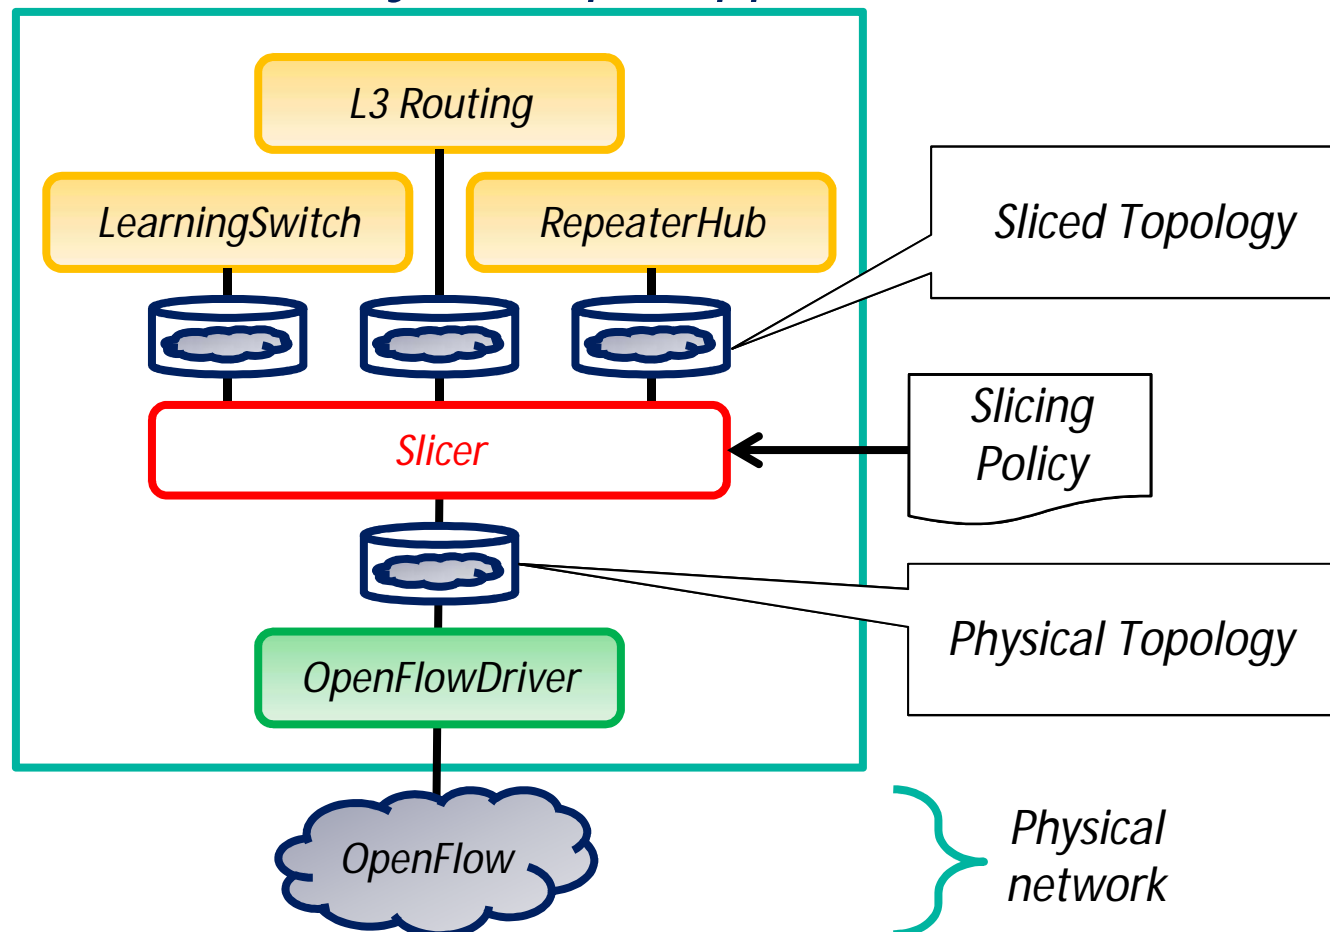 L3 Routing
LearningSwitch
RepeaterHub
Sliced Topology
Slicer
Slicing
Policy
Physical Topology
OpenFlowDriver
OpenFlow
Physical
network